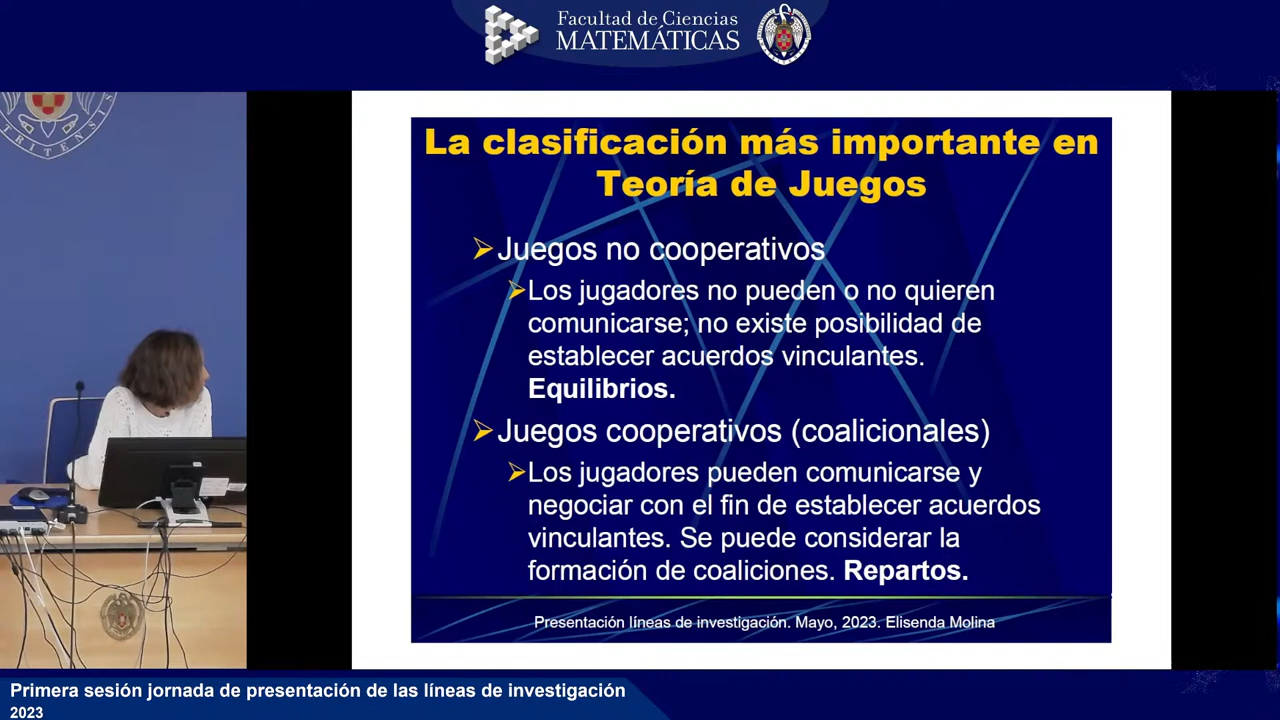 Facultad de Ciencias
MATEMÁTICAS
TRITENSIS
La clasificación más importante en
Teoría de Juegos
Juegos no cooperativos
Los jugadores no pueden o no quieren
comunicarse; no existe posibilidad de
establecer acuerdos vinculantes.
Equilibrios.
Juegos cooperativos (coalicionales)
Los jugadores pueden comunicarse y
negociar con el fin de establecer acuerdos
vinculantes. Se puede considerar la
formación de coaliciones. Repartos.
Presentación líneas de investigación. Mayo, 2023. Elisenda Molina
Primera sesión jornada de presentación de las líneas de investigación
2023